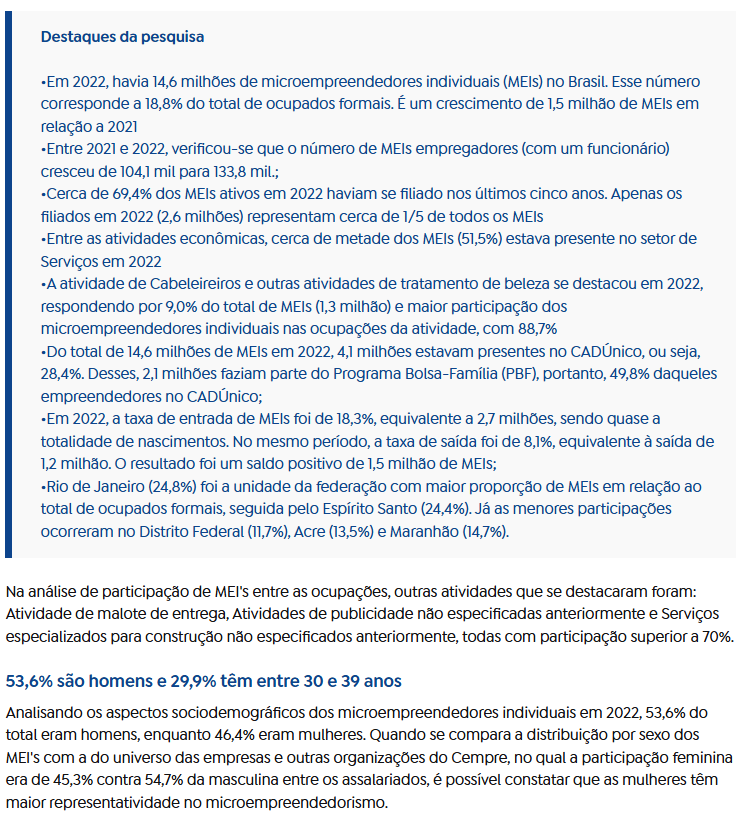 Destaques da pesquisa
•Em 2022, havia 14,6 milhões de microempreendedores individuais (MEIs) no Brasil. Esse número
corresponde a 18,8% do total de ocupados formais. É um crescimento de 1,5 milhão de MEIs em
relação a 2021
•Entre 2021 e 2022, verificou-se que o número de MEIs empregadores (com um funcionário)
cresceu de 104,1 mil para 133,8 mil.;
•Cerca de 69,4% dos MEIs ativos em 2022 haviam se filiado nos últimos cinco anos. Apenas os
filiados em 2022 (2,6 milhões) representam cerca de 1/5 de todos os MEIs
•Entre as atividades econômicas, cerca de metade dos MEIs (51,5%) estava presente no setor de
Serviços em 2022
•A atividade de Cabeleireiros e outras atividades de tratamento de beleza se destacou em 2022,
respondendo por 9,0% do total de MEIs (1,3 milhão) e maior participação dos
microempreendedores individuais nas ocupações da atividade, com 88,7%
•Do total de 14,6 milhões de MEIs em 2022, 4,1 milhões estavam presentes no CADÚnico, ou seja,
28,4%. Desses, 2,1 milhões faziam parte do Programa Bolsa-Família (PBF), portanto, 49,8% daqueles
empreendedores no CADÚnico;
•Em 2022, a taxa de entrada de MEIs foi de 18,3%, equivalente a 2,7 milhões, sendo quase a
totalidade de nascimentos. No mesmo período, a taxa de saída foi de 8,1%, equivalente à saída de
1,2 milhão. O resultado foi um saldo positivo de 1,5 milhão de MEIs;
•Rio de Janeiro (24,8%) foi a unidade da federação com maior proporção de MEIs em relação ao
total de ocupados formais, seguida pelo Espírito Santo (24,4%). Já as menores participações
ocorreram no Distrito Federal (11,7%), Acre (13,5%) e Maranhão (14,7%).
Na análise de participação de MEI's entre as ocupações, outras atividades que se destacaram foram:
Atividade de malote de entrega, Atividades de publicidade não especificadas anteriormente e Serviços
especializados para construção não especificados anteriormente, todas com participação superior a 70%.
53,6% são homens e 29,9% têm entre 30 e 39 anos
Analisando os aspectos sociodemográficos dos microempreendedores individuais em 2022, 53,6% do
total eram homens, enquanto 46,4% eram mulheres. Quando se compara a distribuição por sexo dos
MEI's com a do universo das empresas e outras organizações do Cempre, no qual a participação feminina
era de 45,3% contra 54,7% da masculina entre os assalariados, é possível constatar que as mulheres têm
maior representatividade no microempreendedorismo.